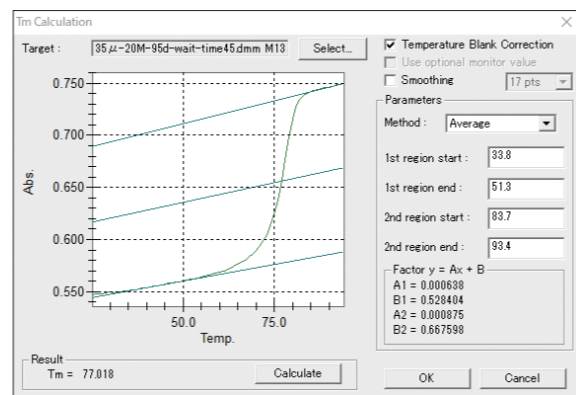 Tm Calculation
Target : 35μ-20M-95d-wait-time45.dmm M13 Select...
Temperature Blank Correction
Use optional monitor value
Smoothing 17 pts
Parameters
Method : Average
1st region start : 33.8
1st region end : 51.3
2nd region start : 83.7
2nd region end : 93.4
Factor y = Ax + B
A1 = 0.000638
B1 = 0.528404
A2 = 0.000875
B2 = 0.667598
0.750
0.700
0.650
0.600
0.550
Abs.
50.0 75.0
Temp.
Result
Tm = 77.018 Calculate
OK Cancel